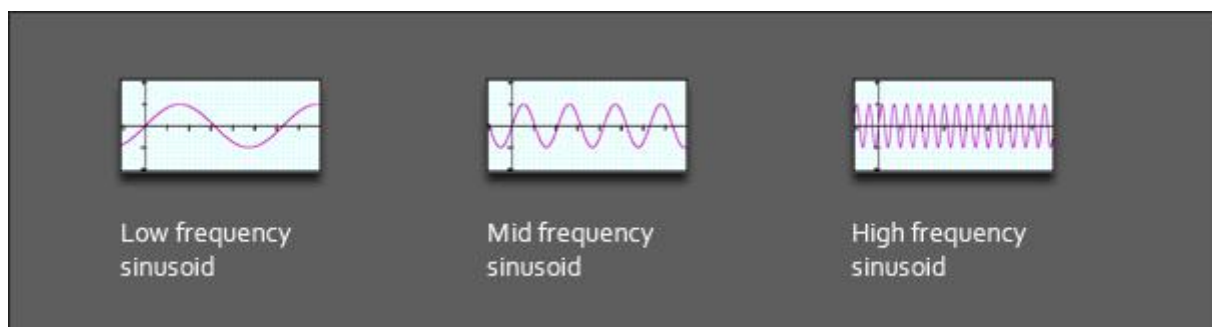 Low frequency
sinusoid
Mid frequency
sinusoid
High frequency
sinusoid